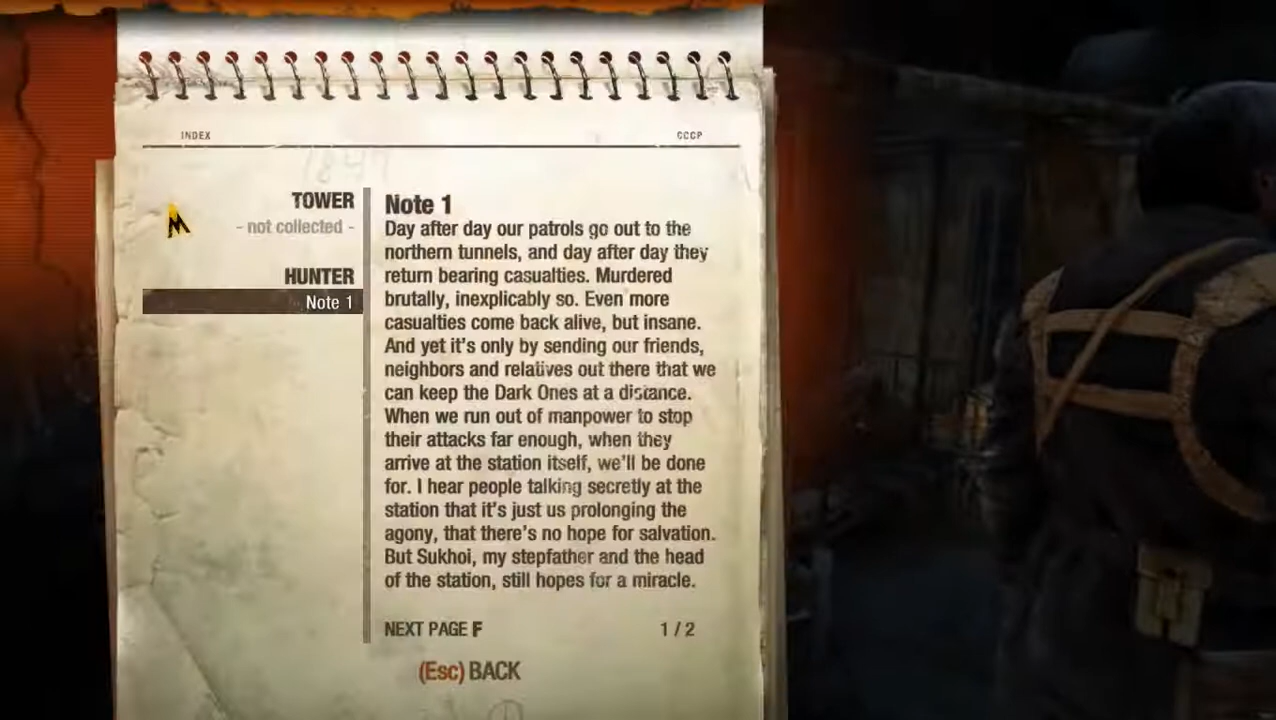 INDEX
CCCP
TOWER
- not collected -
HUNTER
Note 1
Note 1
Day after day our patrols go out to the
northern tunnels, and day after day they
return bearing casualties. Murdered
brutally, inexplicably so. Even more
casualties come back alive, but insane.
And yet it's only by sending our friends,
neighbors and relatives out there that we
can keep the Dark Ones at a distance.
When we run out of manpower to stop
their attacks far enough, when they
arrive at the station itself, we'll be done
for. I hear people talking secretly at the
station that it's just us prolonging the
agony, that there's no hope for salvation.
But Sukhoi, my stepfather and the head
of the station, still hopes for a miracle.
NEXT PAGE F
1 / 2
(Esc) BACK